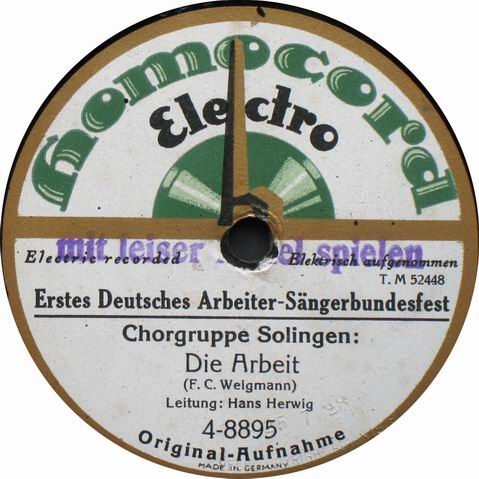 Homocord
Electro
mit leiser Nadel spielen
Electric recorded
Elektrisch aufgenommen
T. M 52448
Erstes Deutsches Arbeiter-Sängerbundesfest
Chorgruppe Solingen:
Die Arbeit
(F. C. Weigmann)
Leitung: Hans Herwig
4-8895
Original-Aufnahme
MADE IN GERMANY